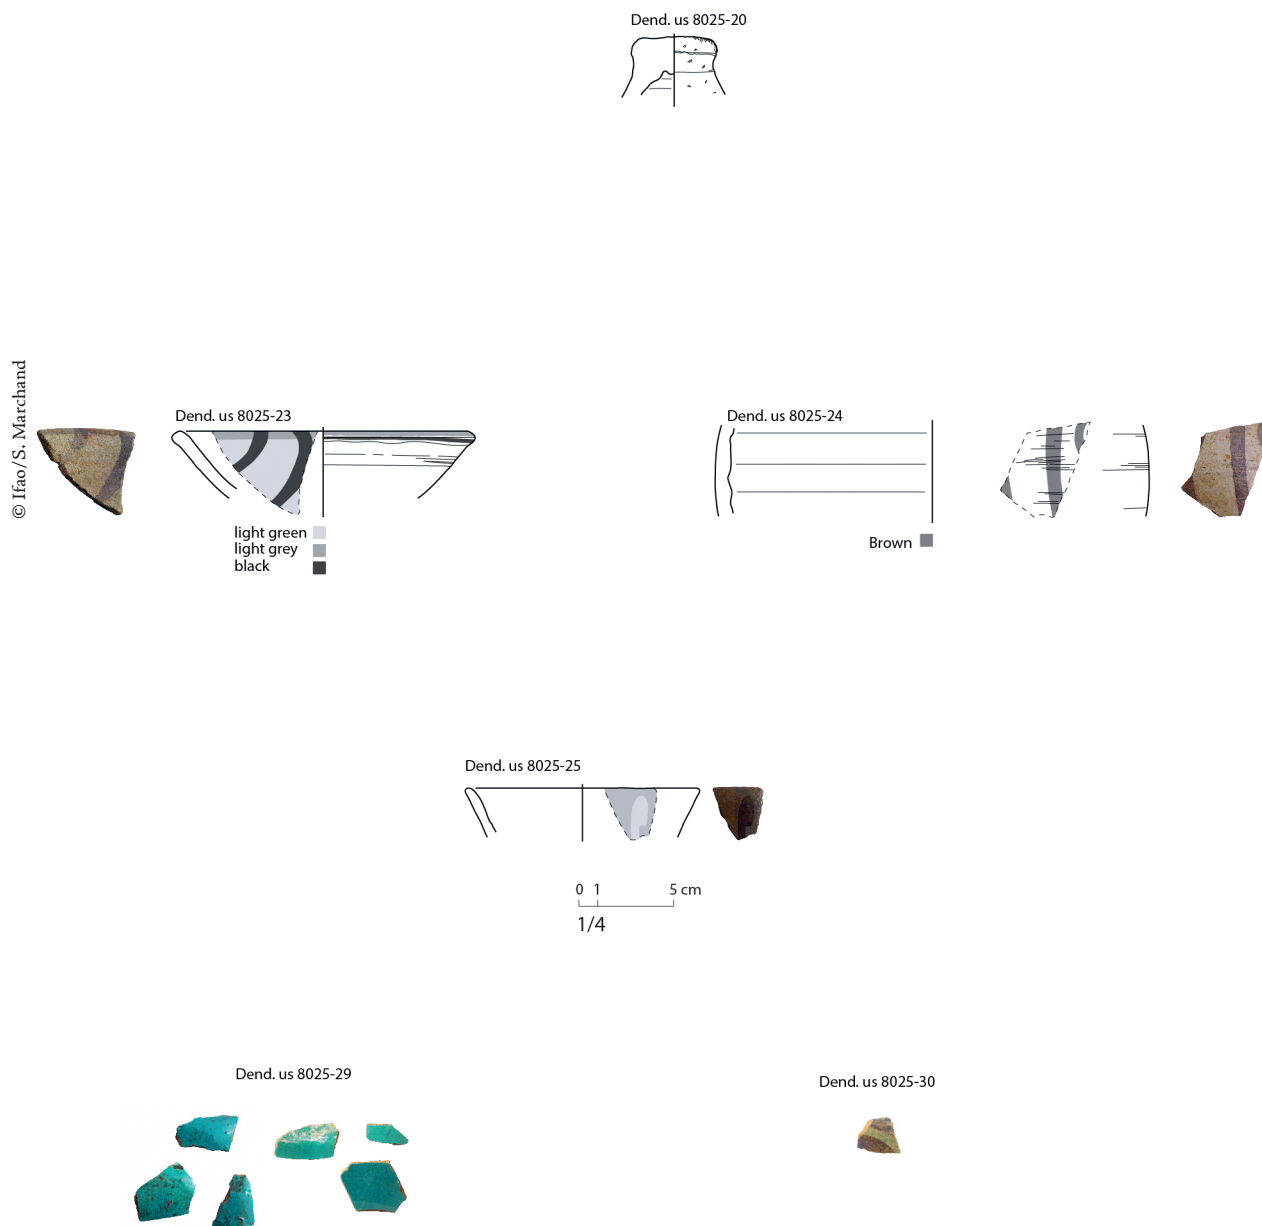 Dend. us 8025-20
© Ifao/S. Marchand
Dend. us 8025-23
Dend. us 8025-24
light green
light grey
black
Brown
Dend. us 8025-25
0 1 5 cm
1/4
Dend. us 8025-29
Dend. us 8025-30